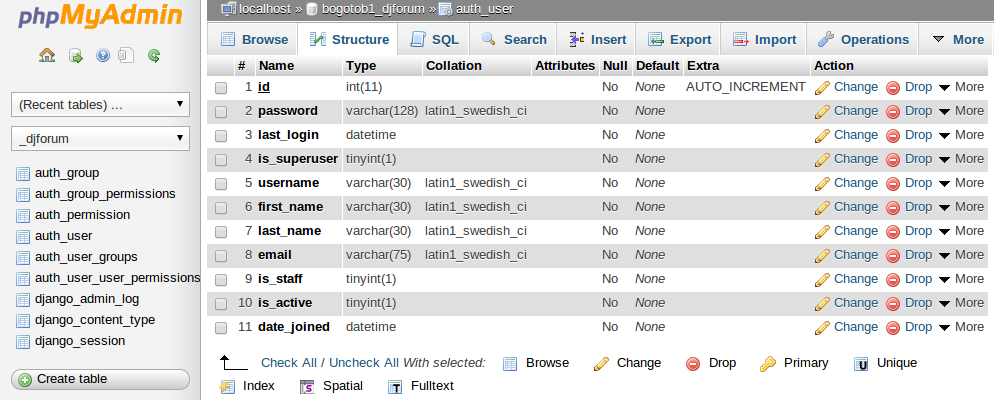 phpMyAdmin
(Recent tables) ...
_djforum
auth_group
auth_group_permissions
auth_permission
auth_user
auth_user_groups
auth_user_user_permissions
django_admin_log
django_content_type
django_session
Create table
localhost » bogotob1_djforum » auth_user
Browse Structure SQL Search Insert Export Import Operations More
# Name Type Collation Attributes Null Default Extra Action
1 id int(11) No None AUTO_INCREMENT Change Drop More
2 password varchar(128) latin1_swedish_ci No None Change Drop More
3 last_login datetime No None Change Drop More
4 is_superuser tinyint(1) No None Change Drop More
5 username varchar(30) latin1_swedish_ci No None Change Drop More
6 first_name varchar(30) latin1_swedish_ci No None Change Drop More
7 last_name varchar(30) latin1_swedish_ci No None Change Drop More
8 email varchar(75) latin1_swedish_ci No None Change Drop More
9 is_staff tinyint(1) No None Change Drop More
10 is_active tinyint(1) No None Change Drop More
11 date_joined datetime No None Change Drop More
Check All / Uncheck All With selected: Browse Change Drop Primary Unique
Index Spatial Fulltext